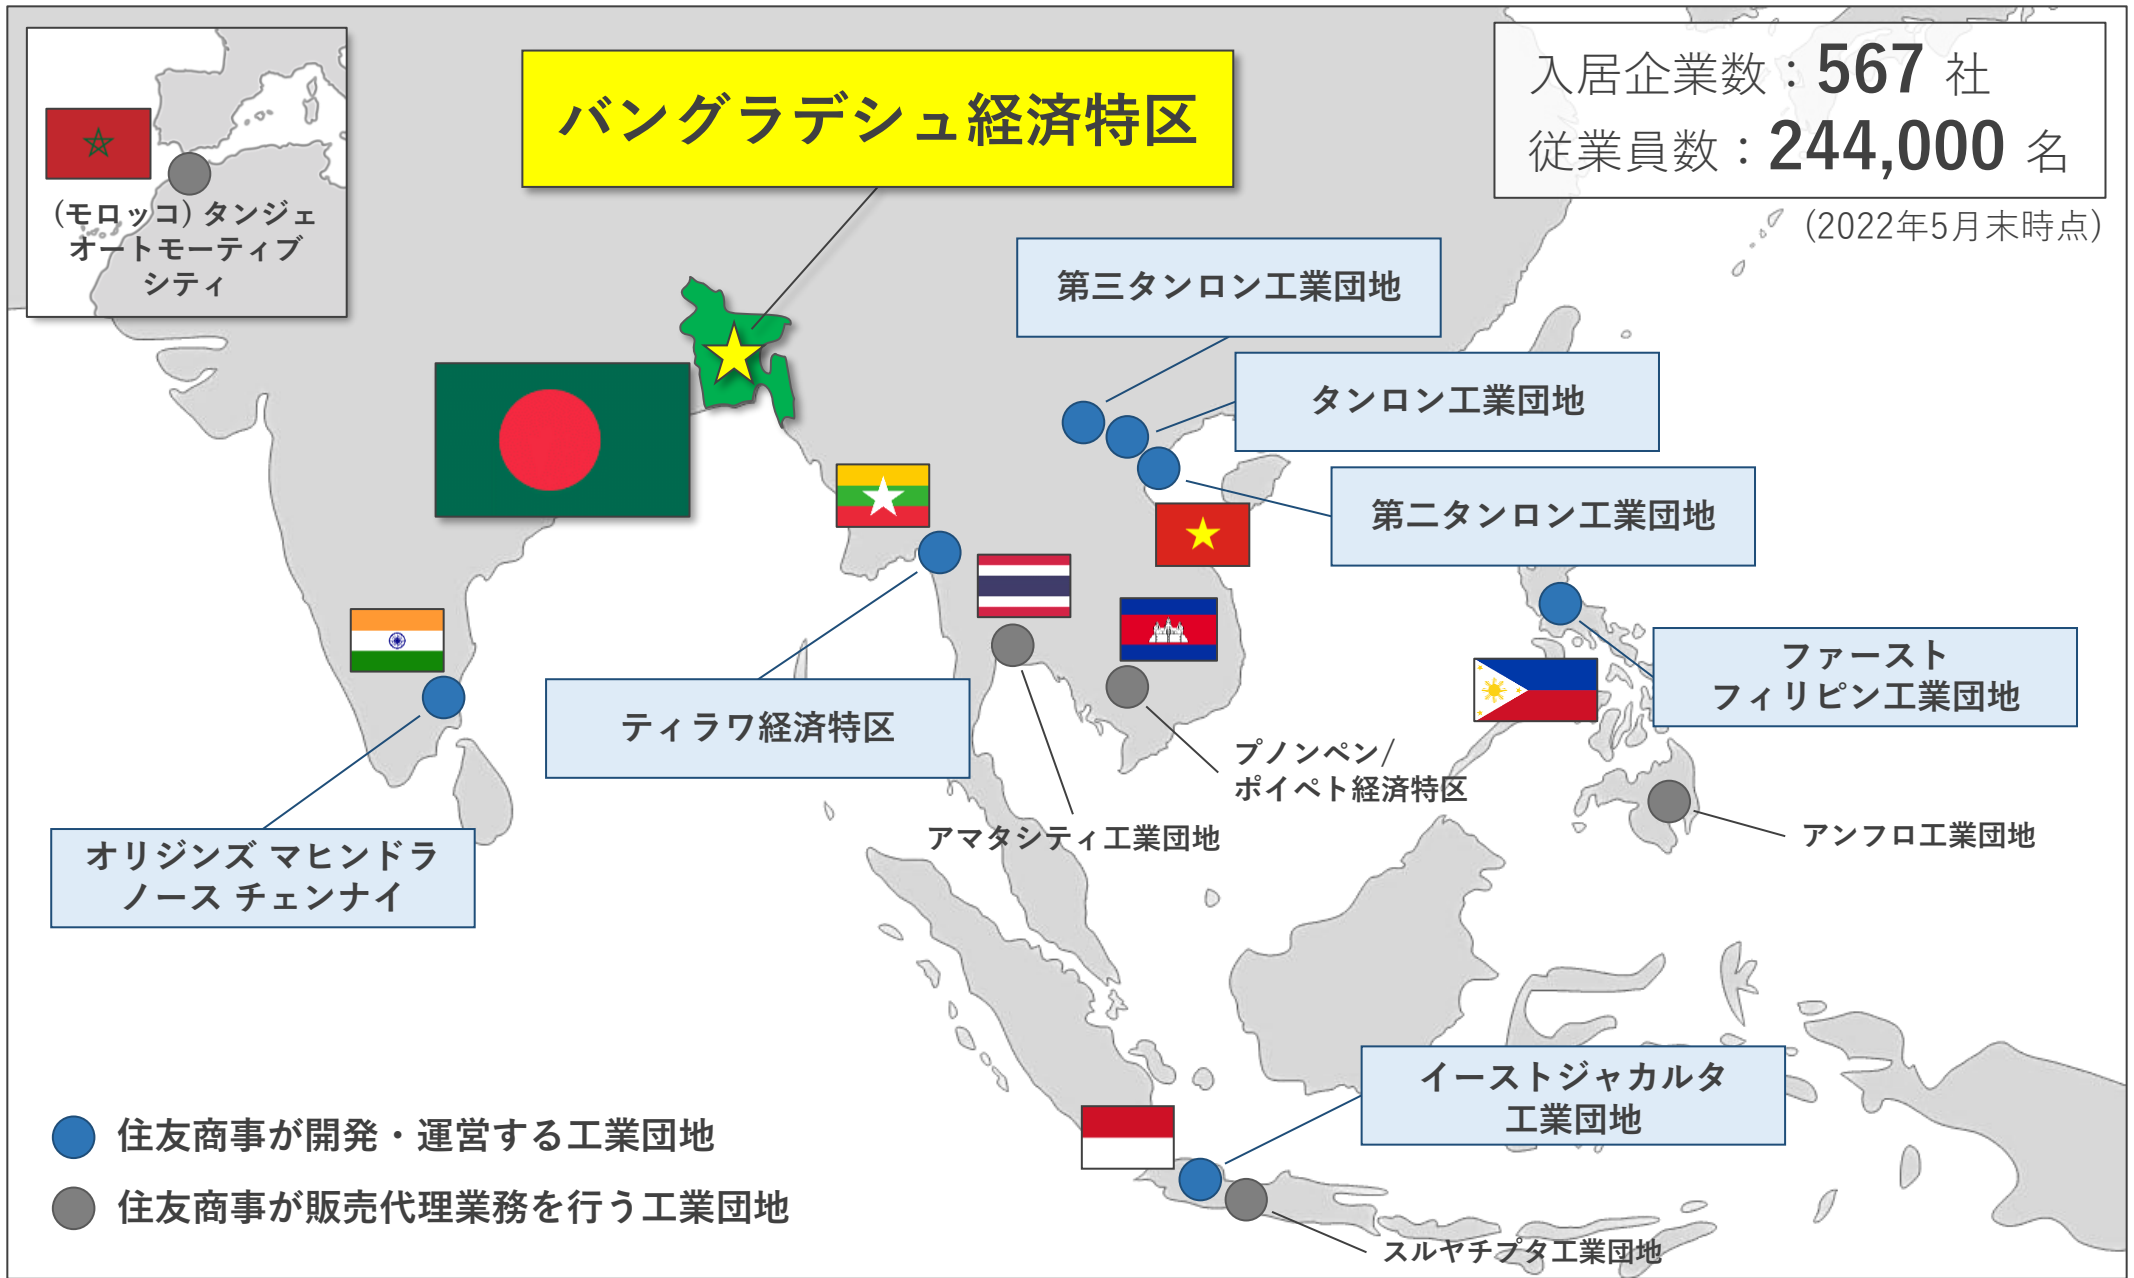 バングラデシュ経済特区
入居企業数：567 社
従業員数：244,000 名
(2022年5月末時点)
(モロッコ) タンジェ
オートモーティブ
シティ
第三タンロン工業団地
タンロン工業団地
第二タンロン工業団地
ファースト
フィリピン工業団地
ティラワ経済特区
プノンペン/
ポイペト経済特区
アマタシティ工業団地
アンフロ工業団地
オリジンズ マヒンドラ
ノース チェンナイ
イーストジャカルタ
工業団地
スルヤチプタ工業団地
住友商事が開発・運営する工業団地
住友商事が販売代理業務を行う工業団地